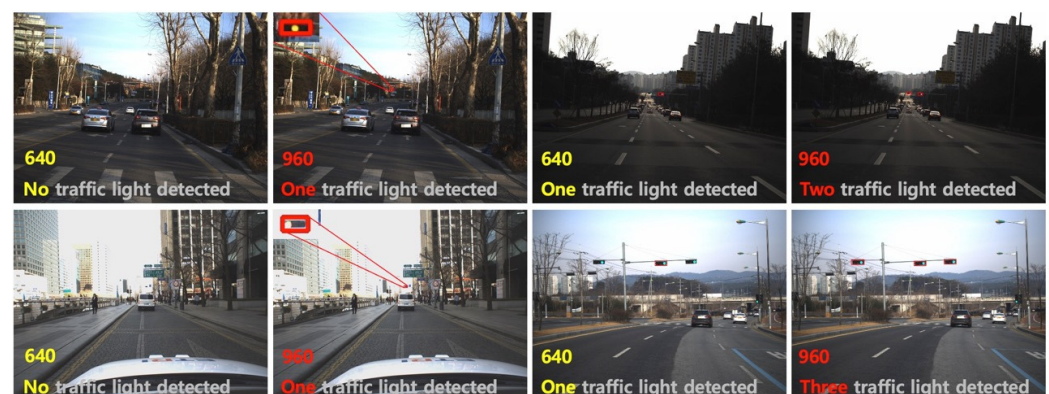 640
No traffic light detected
960
One traffic light detected
640
One traffic light detected
960
Two traffic light detected
640
No traffic light detected
960
One traffic light detected
640
One traffic light detected
960
Three traffic light detected